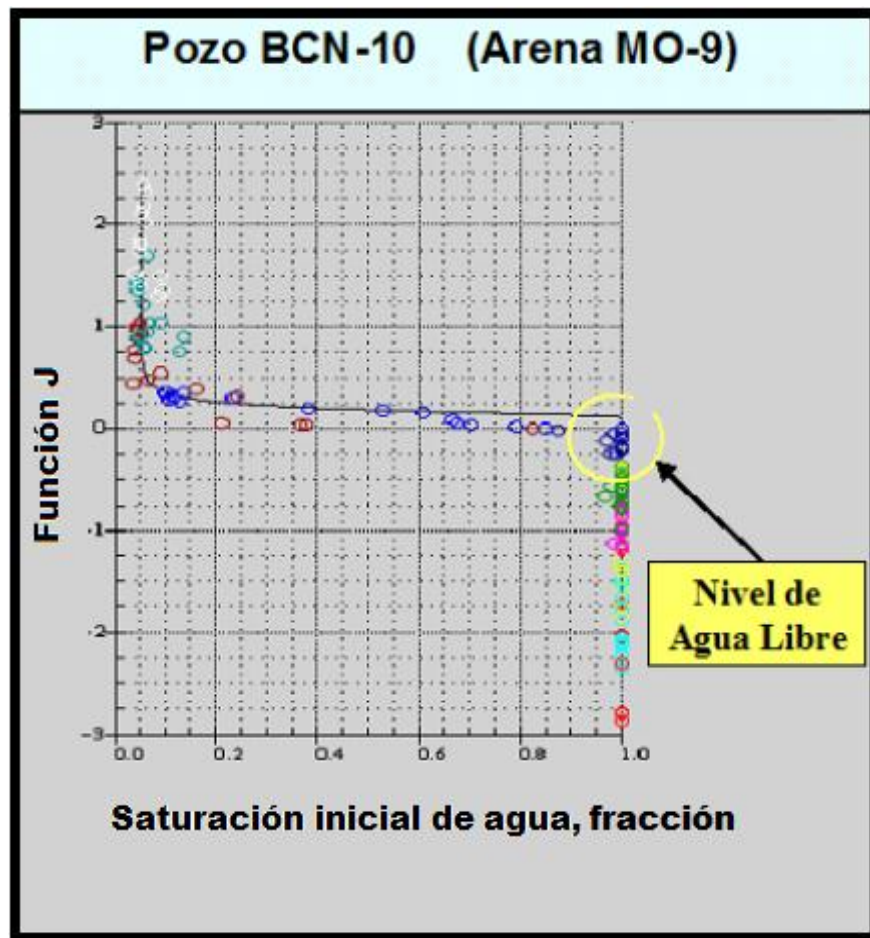 Pozo BCN-10 (Arena MO-9)
3
2
1
0
-1
-2
-3
Función J
0.0 0.2 0.4 0.6 0.8 1.0
Nivel de
Agua Libre
Saturación inicial de agua, fracción